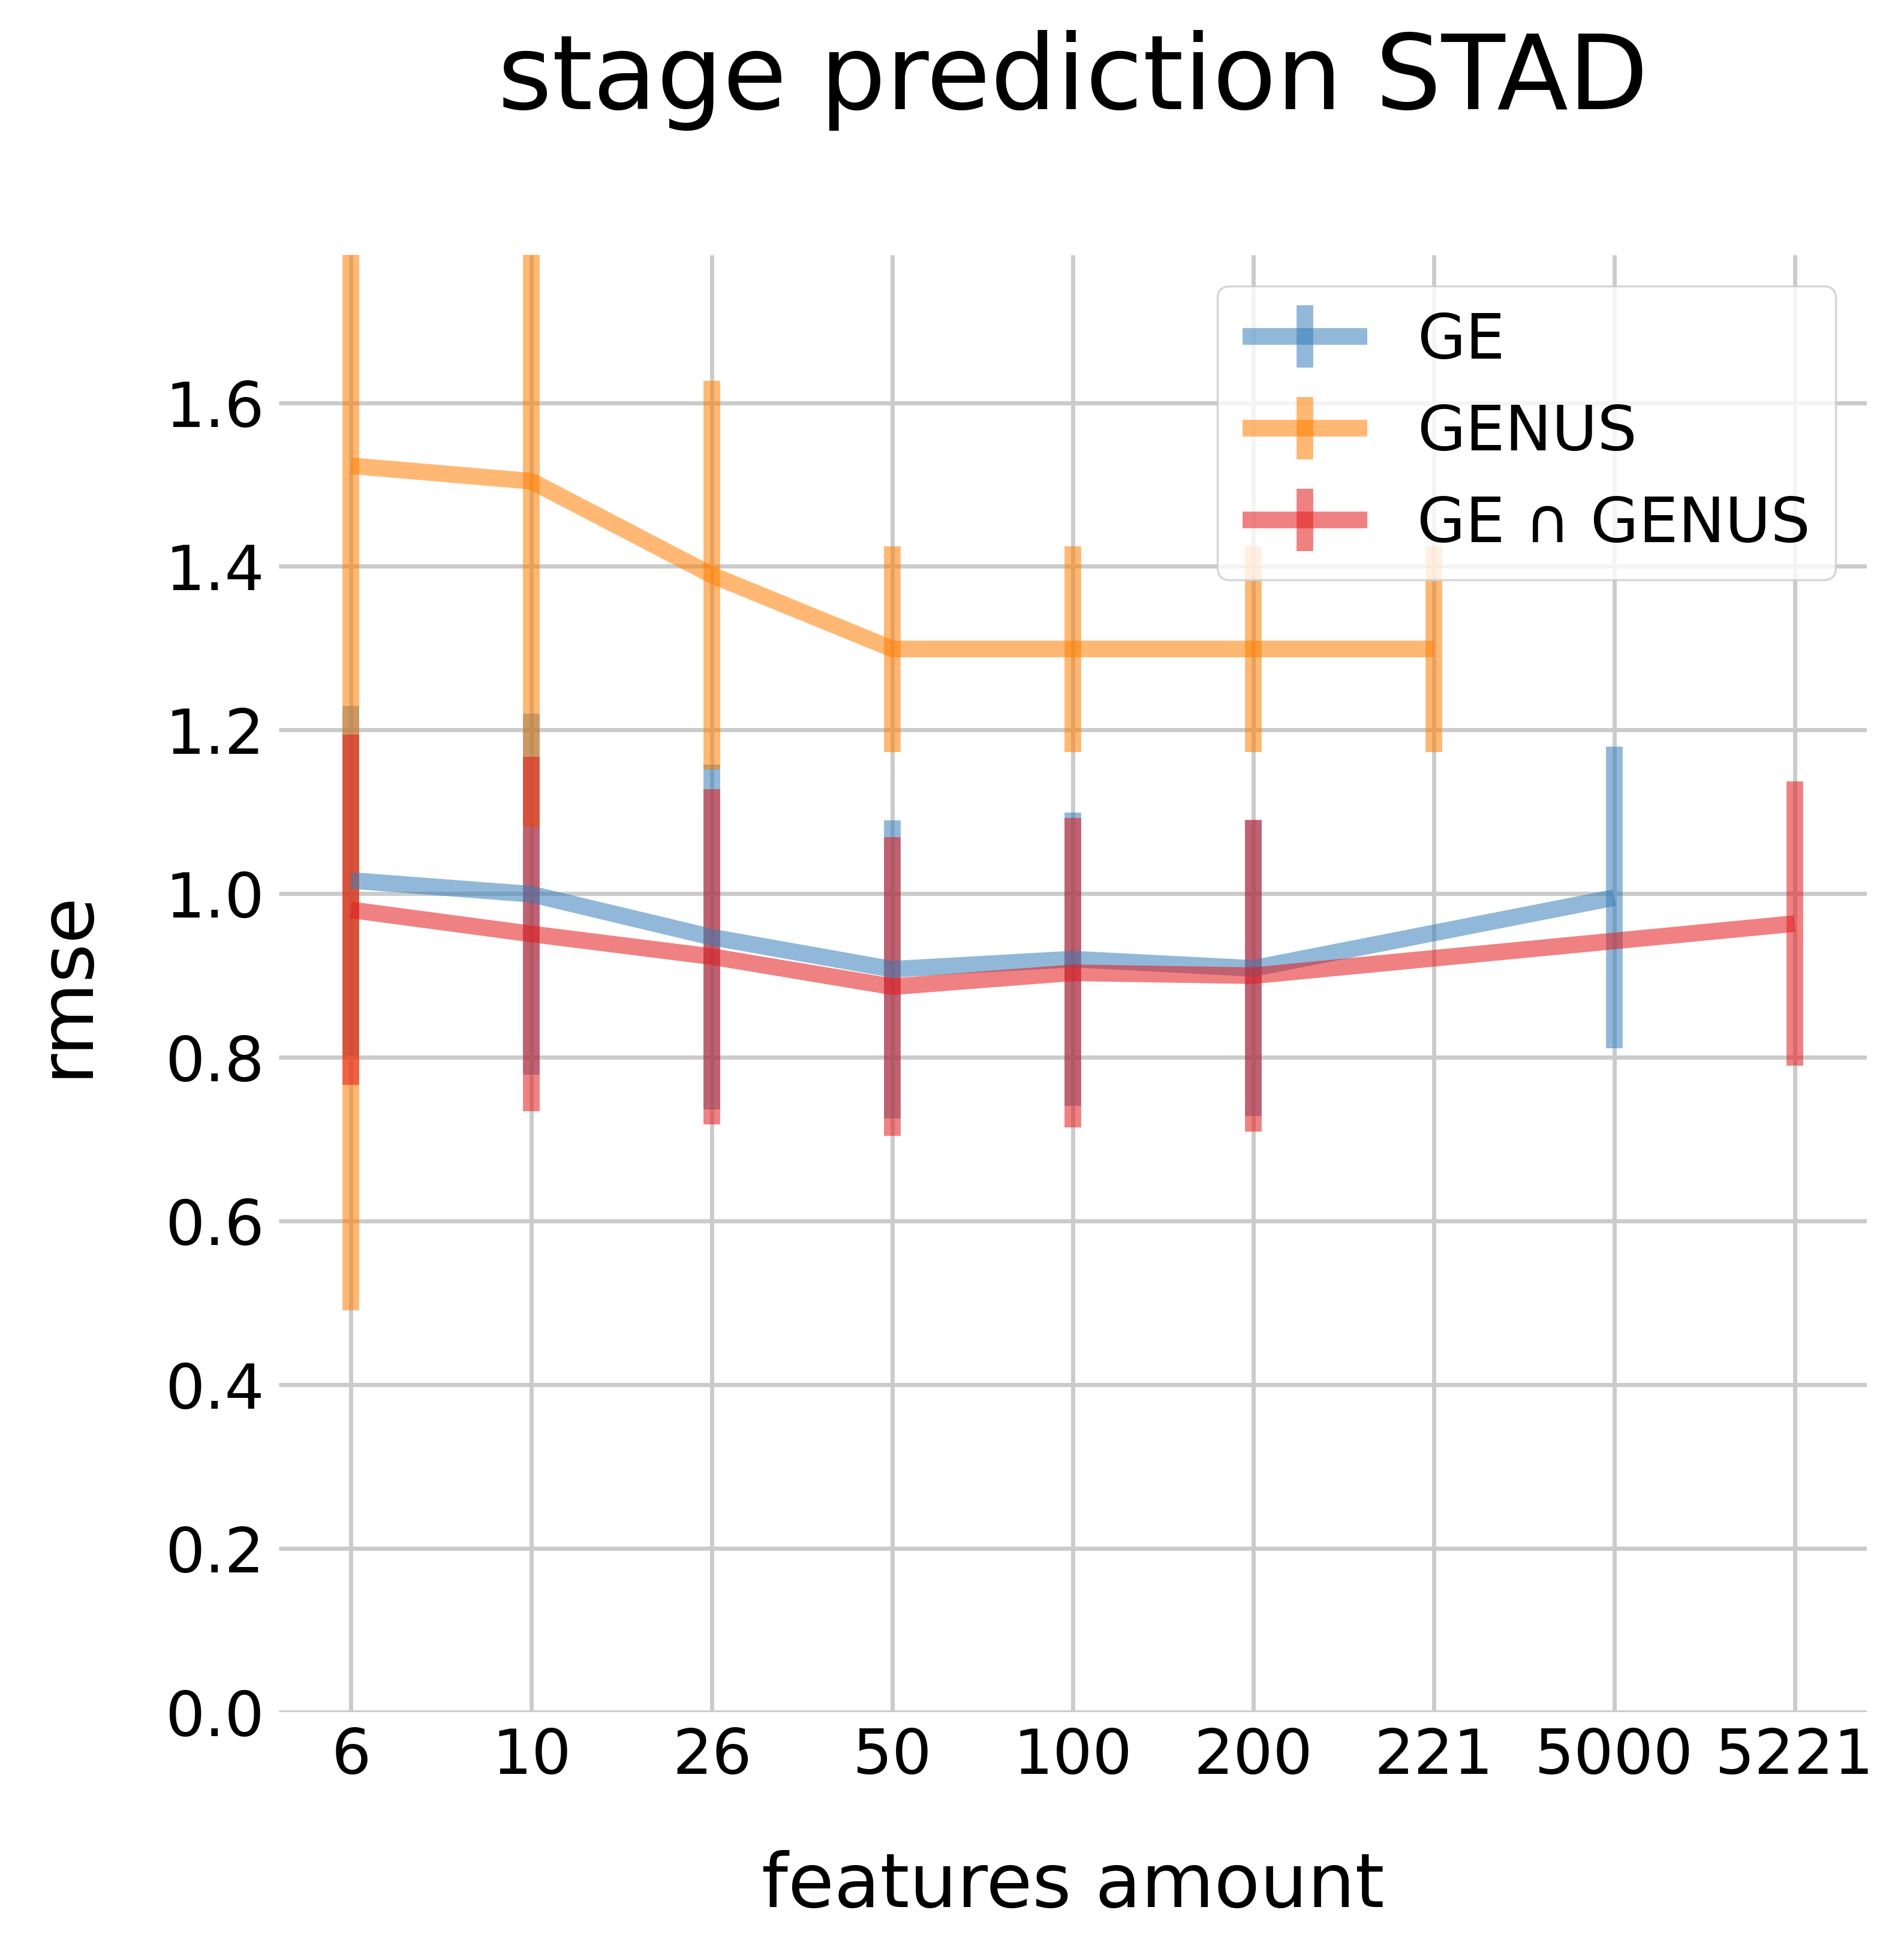 stage prediction STAD
GE
GENUS
GE ∩ GENUS
rmse
1.6
1.4
1.2
1.0
0.8
0.6
0.4
0.2
0.0
6 10 26 50 100 200 221 5000 5221
features amount